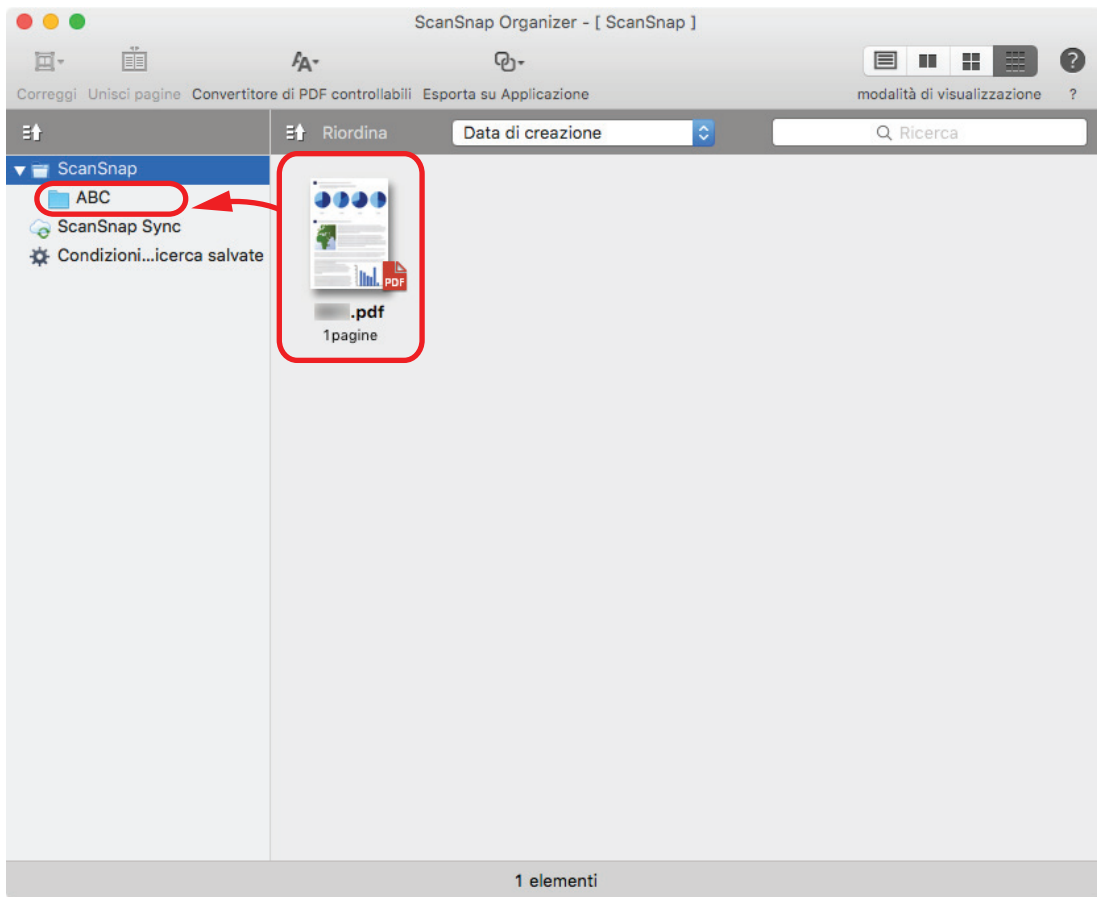 ScanSnap Organizer - [ ScanSnap ]
Correggi Unisci pagine Convertitore di PDF controllabili Esporta su Applicazione modalità di visualizzazione ?
Riordina Data di creazione Ricerca
ScanSnap
ABC
ScanSnap Sync
Condizioni...icerca salvate
PDF
.pdf
1pagine
1 elementi